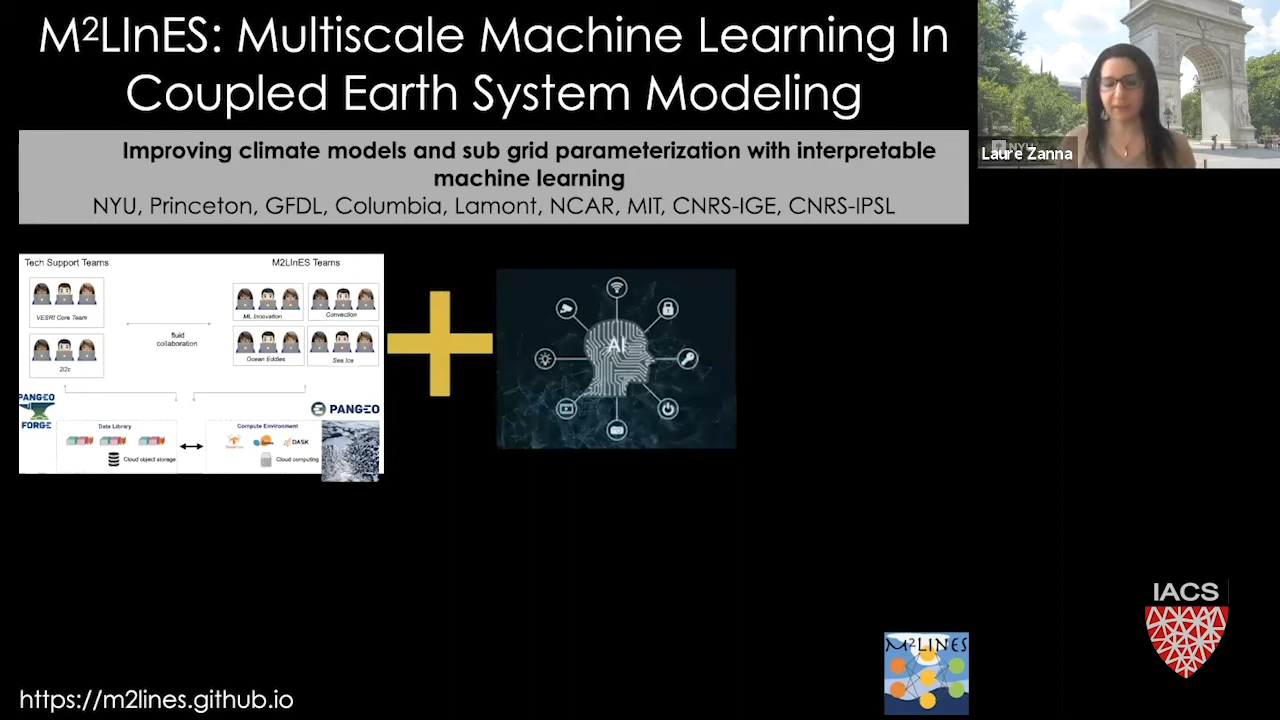 M²LInES: Multiscale Machine Learning In
Coupled Earth System Modeling
Improving climate models and sub grid parameterization with interpretable
machine learning
NYU, Princeton, GFDL, Columbia, Lamont, NCAR, MIT, CNRS-IGE, CNRS-IPSL
Laure Zanna
NYU
Tech Support Teams
M2LInES Teams
VESRI Core Team
ML Innovation
Convection
fluid
collaboration
2i2c
Ocean Eddies
Sea Ice
PANGEO
FORGE
PANGEO
Data Library
Compute Environment
DASK
Cloud object storage
Cloud computing
AI
IACS
M²LINES
https://m2lines.github.io